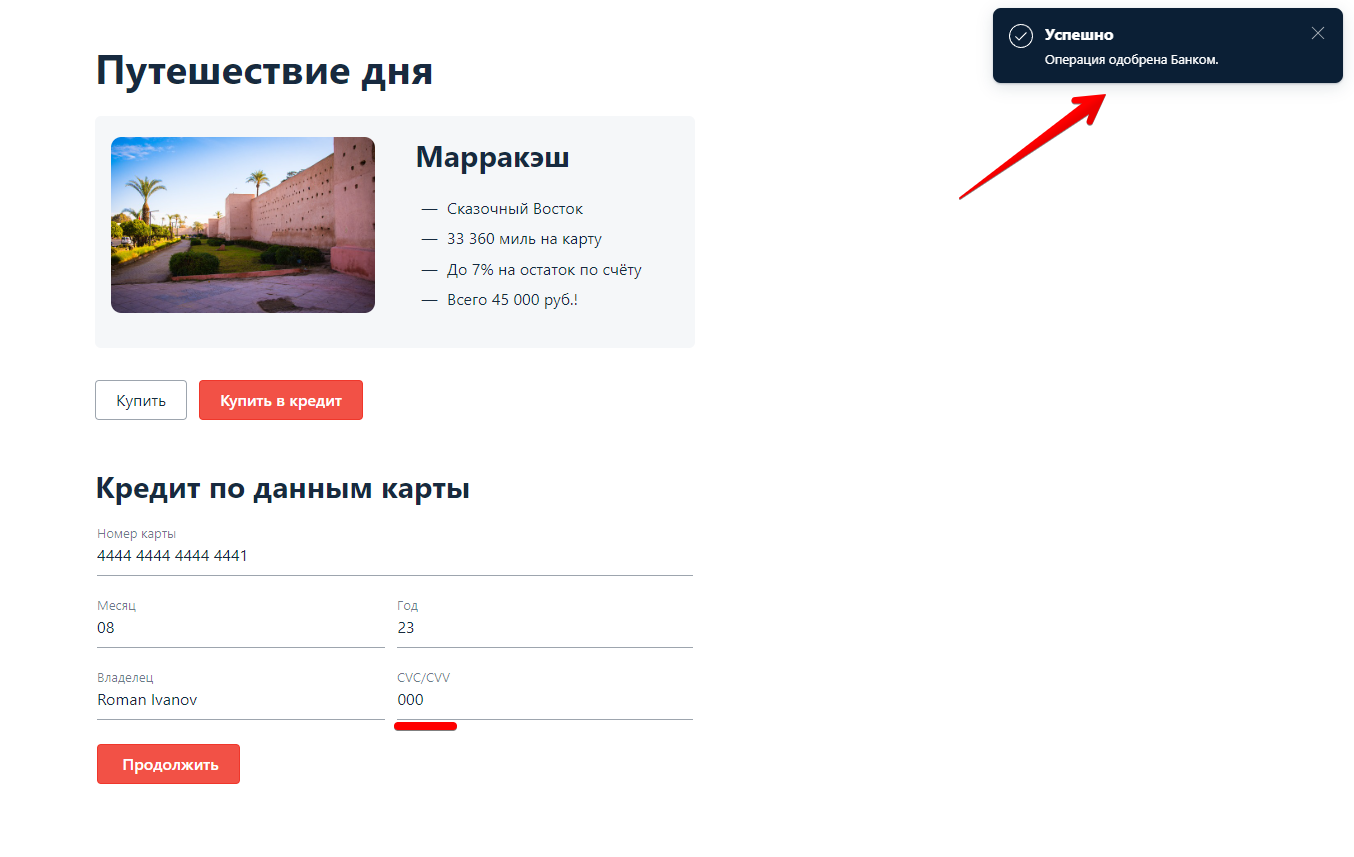 Успешно
Операция одобрена Банком.
Путешествие дня
Марракэш
— Сказочный Восток
— 33 360 миль на карту
— До 7% на остаток по счёту
— Всего 45 000 руб.!
Купить
Купить в кредит
Кредит по данным карты
Номер карты
4444 4444 4444 4441
Месяц
Год
08
23
Владелец
CVC/CVV
Roman Ivanov
000
Продолжить